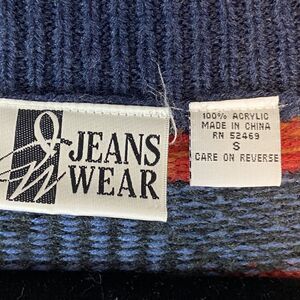 JEANS
WEAR
100% ACRYLIC
MADE IN CHINA
RN 52469
S
CARE ON REVERSE